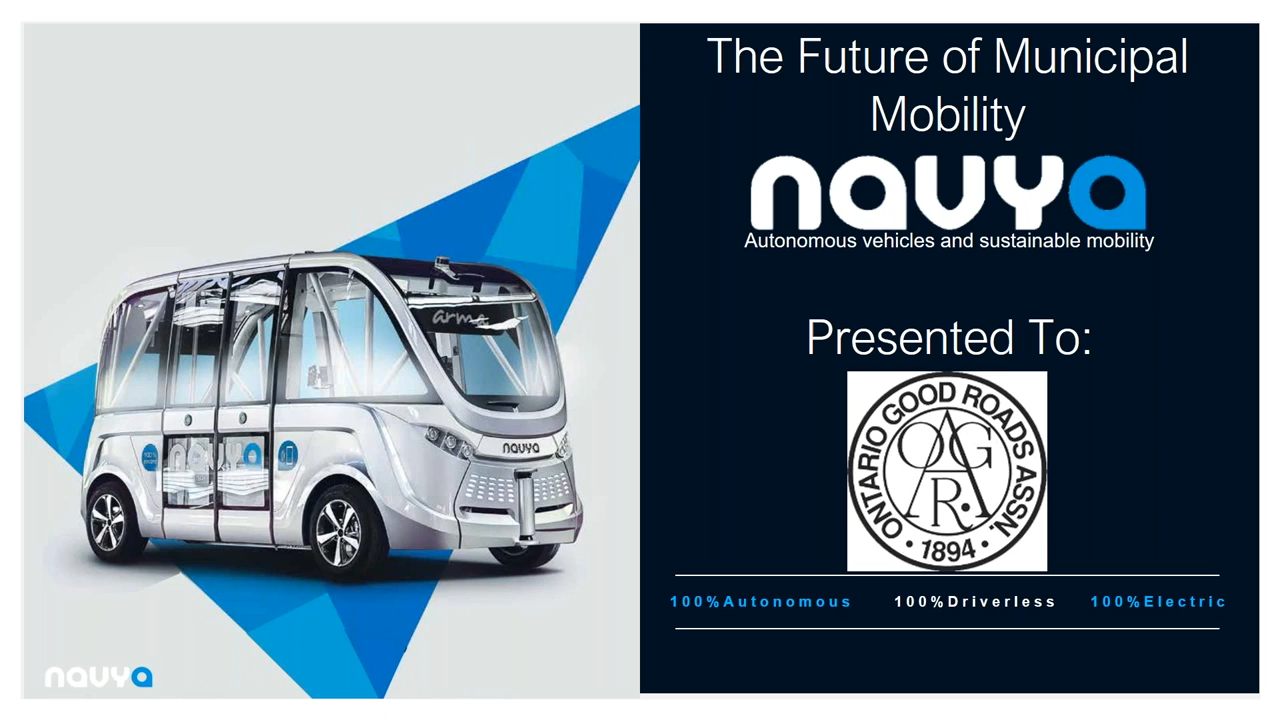 The Future of Municipal
Mobility
navya
Autonomous vehicles and sustainable mobility
Presented To:
ONTARIO GOOD ROADS ASSN.
OGRA
• 1894 •
100%Autonomous 100%Driverless 100%Electric
arma
navya
navya
navya